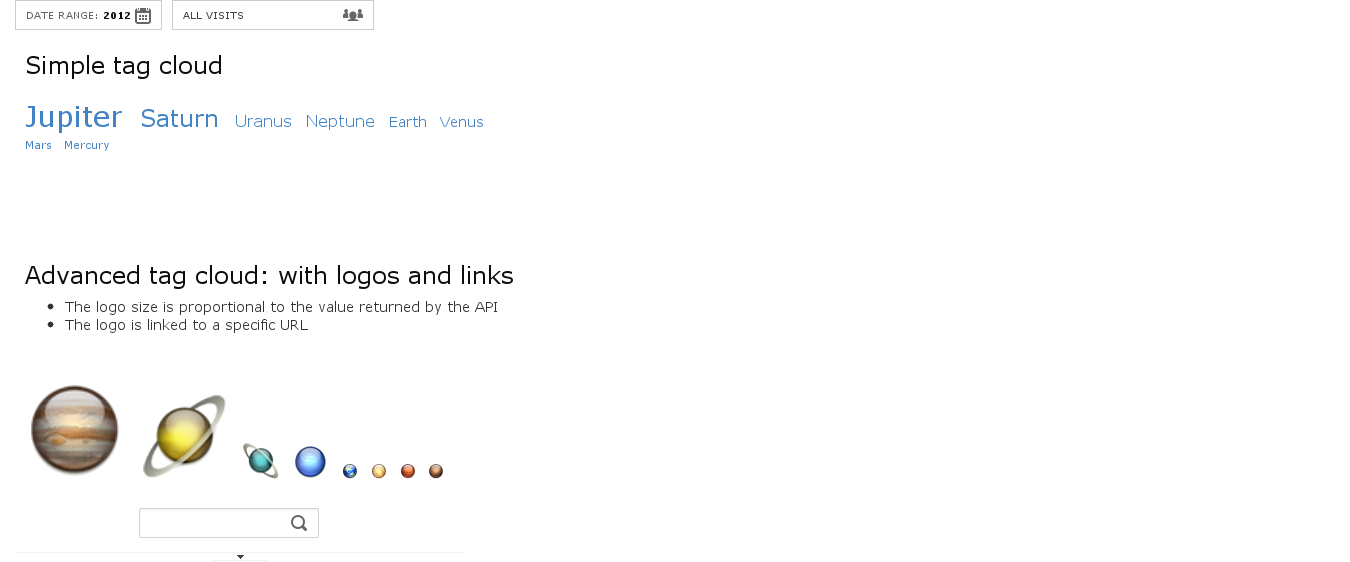 DATE RANGE: 2012 ALL VISITS
Simple tag cloud
Jupiter Saturn Uranus Neptune Earth Venus
Mars Mercury
Advanced tag cloud: with logos and links
The logo size is proportional to the value returned by the API
The logo is linked to a specific URL